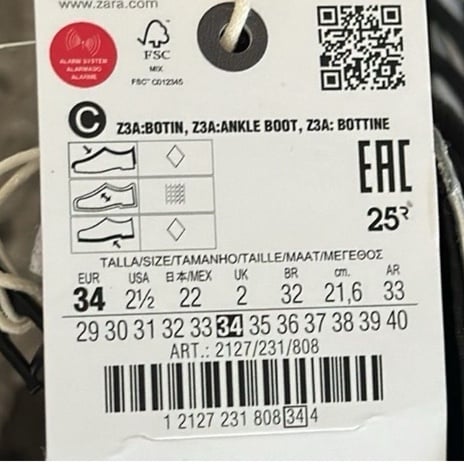 www.zara.com
ALARM SYSTEM
ALARMADO
ALARME
FSC
MIX
FSC™ C012345
C Z3A:BOTIN, Z3A:ANKLE BOOT, Z3A: BOTTINE
EAC
25
TALLA/SIZE/TAMANHO/TAILLE/MAAT/ΜΕΓΕΘΟΣ
EUR USA 日本/MEX UK BR cm. AR
34 2½ 22 2 32 21,6 33
29 30 31 32 33 34 35 36 37 38 39 40
ART.: 2127/231/808
1 2127 231 808 34 4